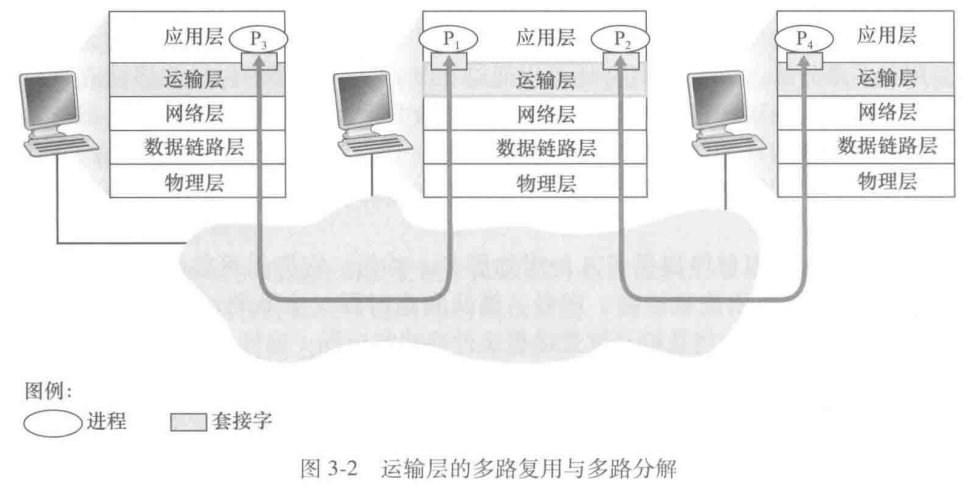 应用层 P3 P1 应用层 P2 P4 应用层
运输层 运输层 运输层
网络层 网络层 网络层
数据链路层 数据链路层 数据链路层
物理层 物理层 物理层
图例：
进程 套接字
图 3-2 运输层的多路复用与多路分解